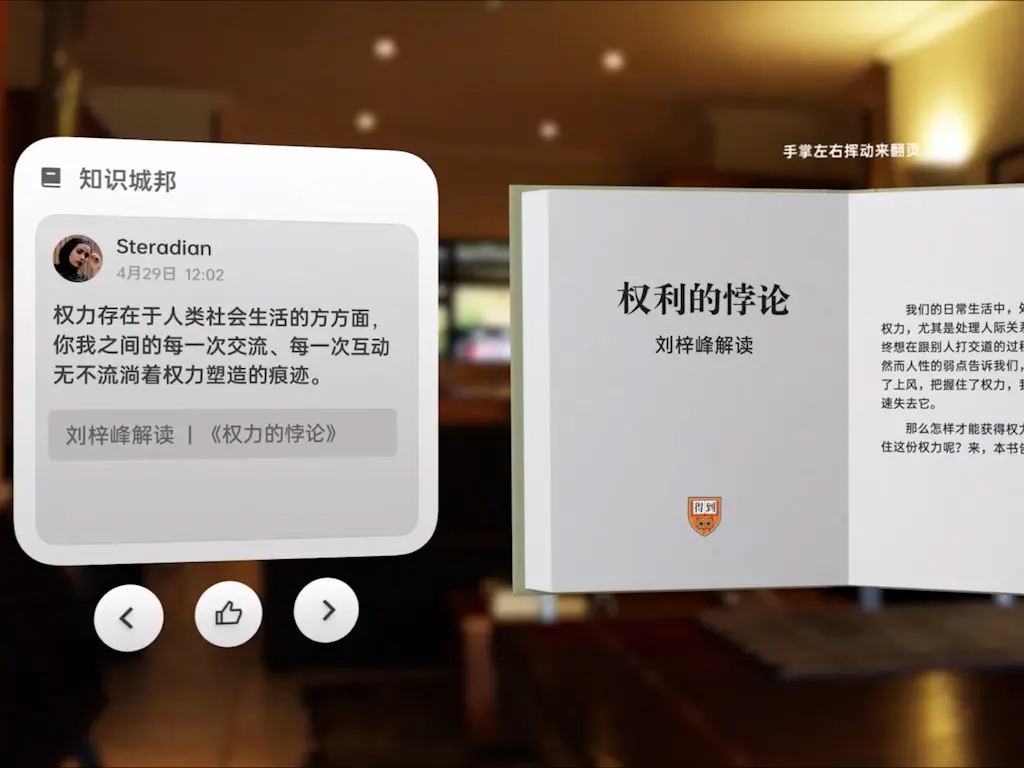 知识城邦
Steradian
4月29日 12:02
权力存在于人类社会生活的方方面，
你我之间的每一次交流、每一次互动
无不流淌着权力塑造的痕迹。
刘梓峰解读 | 《权力的悖论》
手掌左右挥动来翻页
权利的悖论
刘梓峰解读
得到
我们的日常生活中，处
权力，尤其是处理人际关
终想在跟别人打交道的过程
然而人性的弱点告诉我们，
了上风，把握住了权力，我
速失去它。
那么怎样才能获得权力
住这份权力呢？来，本书告